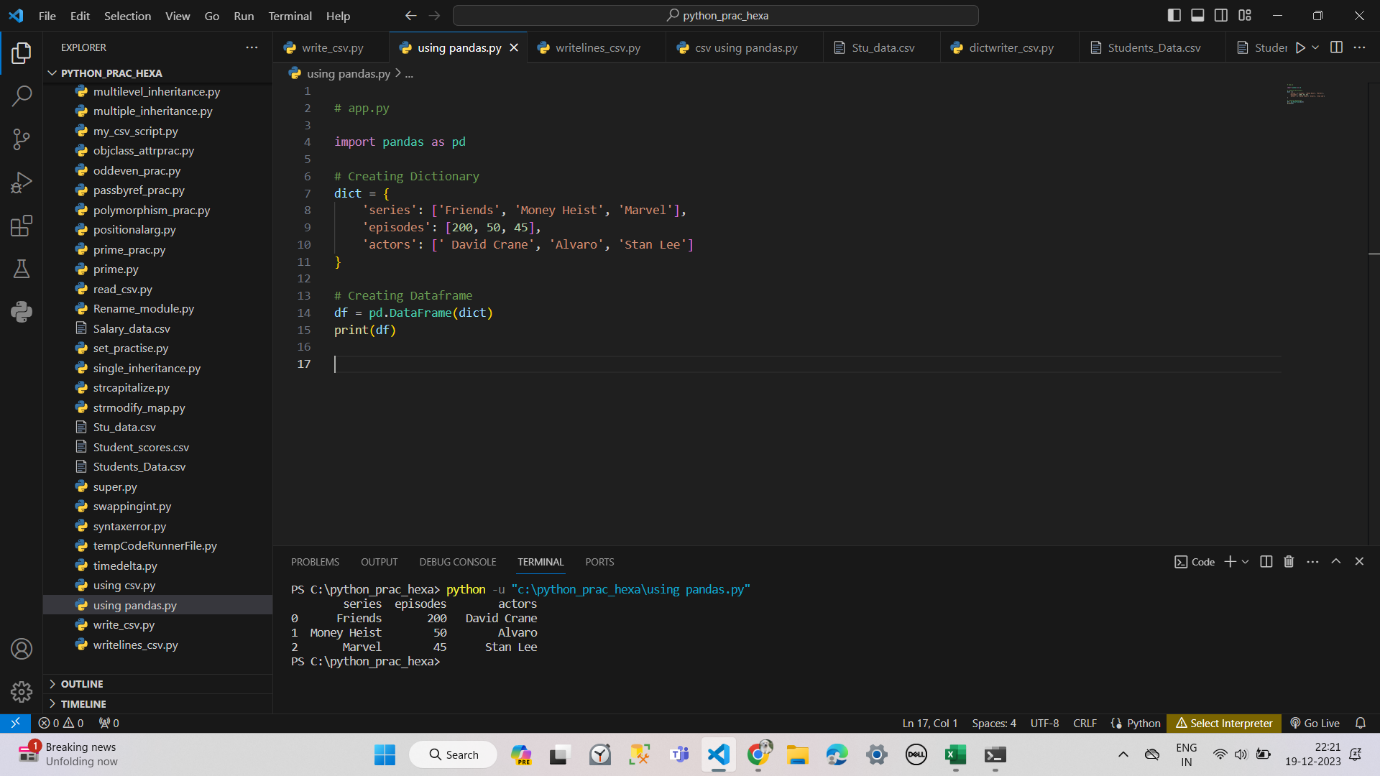 File Edit Selection View Go Run Terminal Help
python_prac_hexa
EXPLORER
PYTHON_PRAC_HEXA
multilevel_inheritance.py
multiple_inheritance.py
my_csv_script.py
objclass_attrprac.py
oddeven_prac.py
passbyref_prac.py
polymorphism_prac.py
positionalarg.py
prime_prac.py
prime.py
read_csv.py
Rename_module.py
Salary_data.csv
set_practise.py
single_inheritance.py
strcapitalize.py
strmodify_map.py
Stu_data.csv
Student_scores.csv
Students_Data.csv
super.py
swappingint.py
syntaxerror.py
tempCodeRunnerFile.py
timedelta.py
using csv.py
using pandas.py
write_csv.py
writelines_csv.py
OUTLINE
TIMELINE
write_csv.py using pandas.py writelines_csv.py csv using pandas.py Stu_data.csv dictwriter_csv.py Students_Data.csv Studer
using pandas.py > ...
1
2 # app.py
3
4 import pandas as pd
5
6 # Creating Dictionary
7 dict = {
8 'series': ['Friends', 'Money Heist', 'Marvel'],
9 'episodes': [200, 50, 45],
10 'actors': [' David Crane', 'Alvaro', 'Stan Lee']
11 }
12
13 # Creating Dataframe
14 df = pd.DataFrame(dict)
15 print(df)
16
17
PROBLEMS OUTPUT DEBUG CONSOLE TERMINAL PORTS
Code
PS C:\python_prac_hexa> python -u "c:\python_prac_hexa\using pandas.py"
series episodes actors
0 Friends 200 David Crane
1 Money Heist 50 Alvaro
2 Marvel 45 Stan Lee
PS C:\python_prac_hexa>
0 0 0
Ln 17, Col 1 Spaces: 4 UTF-8 CRLF Python Select Interpreter Go Live
1 Breaking news
Unfolding now
Search
PRE
DELL
ENG
IN
22:21
19-12-2023